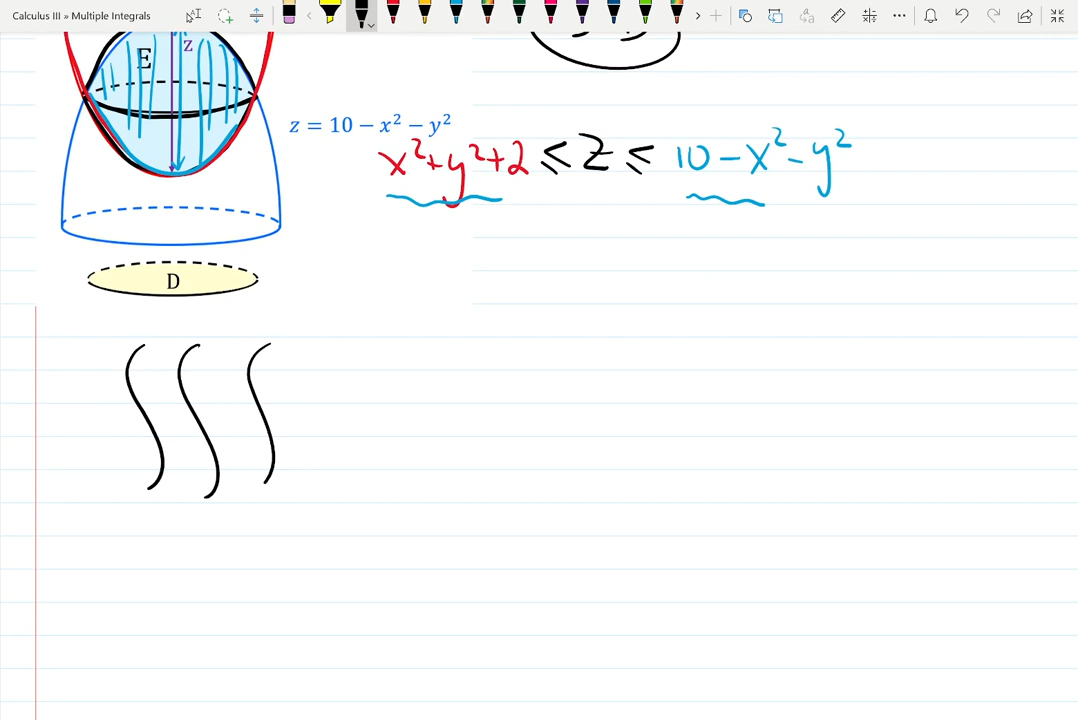 Calculus III » Multiple Integrals
E
z
z = 10 − x² − y²
x²+y²+2 ≤ z ≤ 10 − x² − y²
D
∫ ∫ ∫